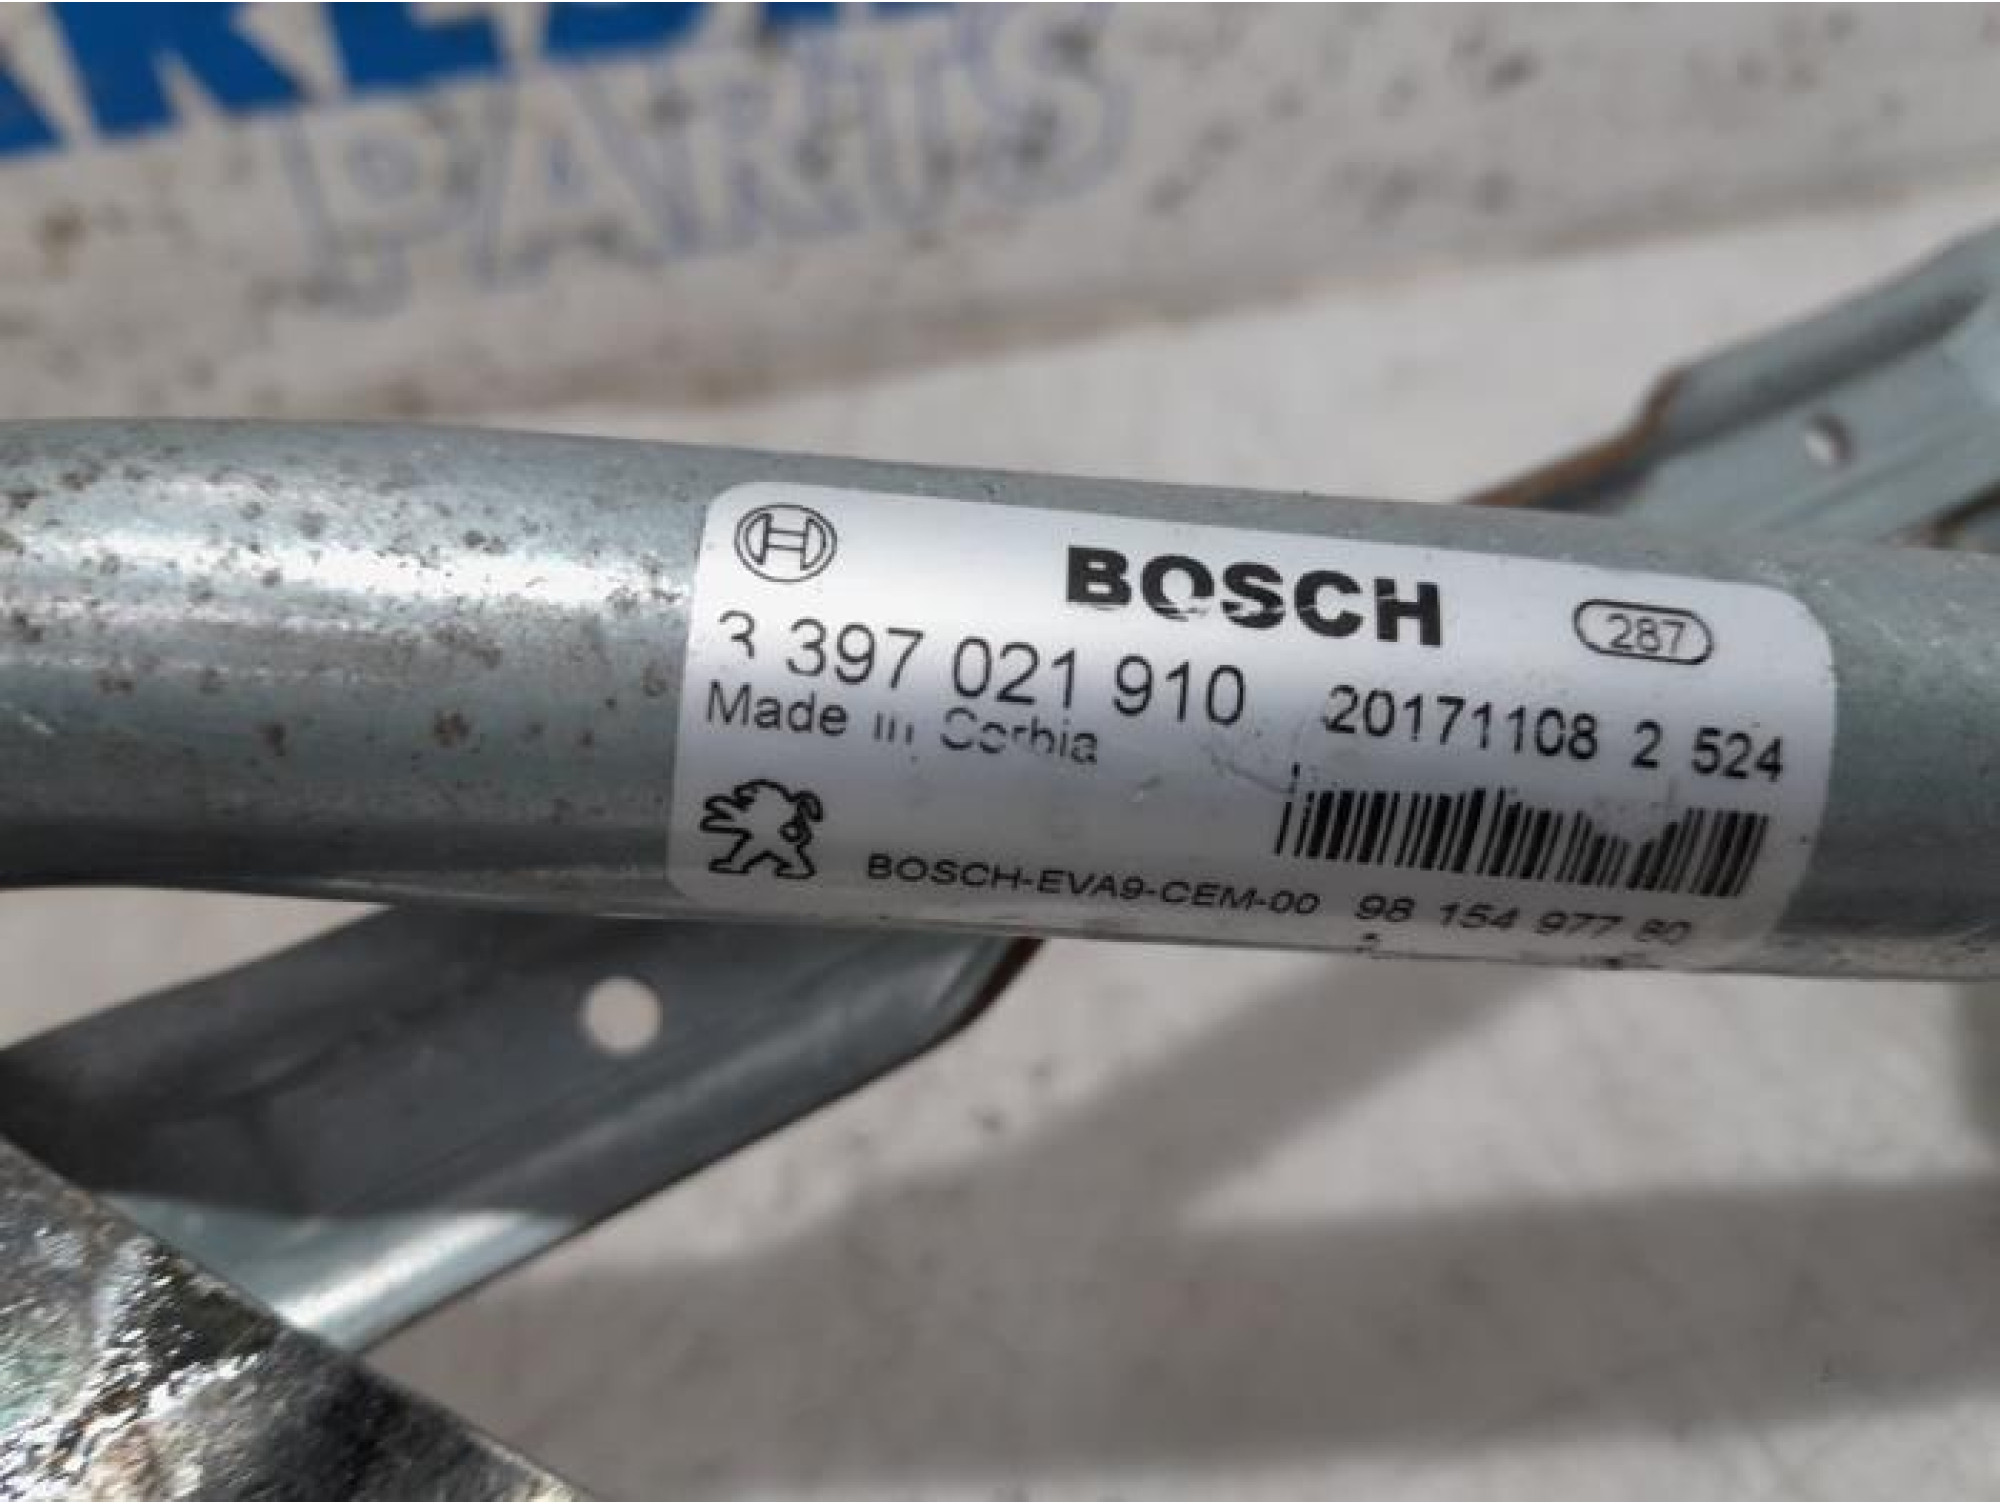 PARTS
BOSCH
287
3 397 021 910
20171108 2 524
Made in Serbia
BOSCH-EVA9-CEM-00 98 154 977 80